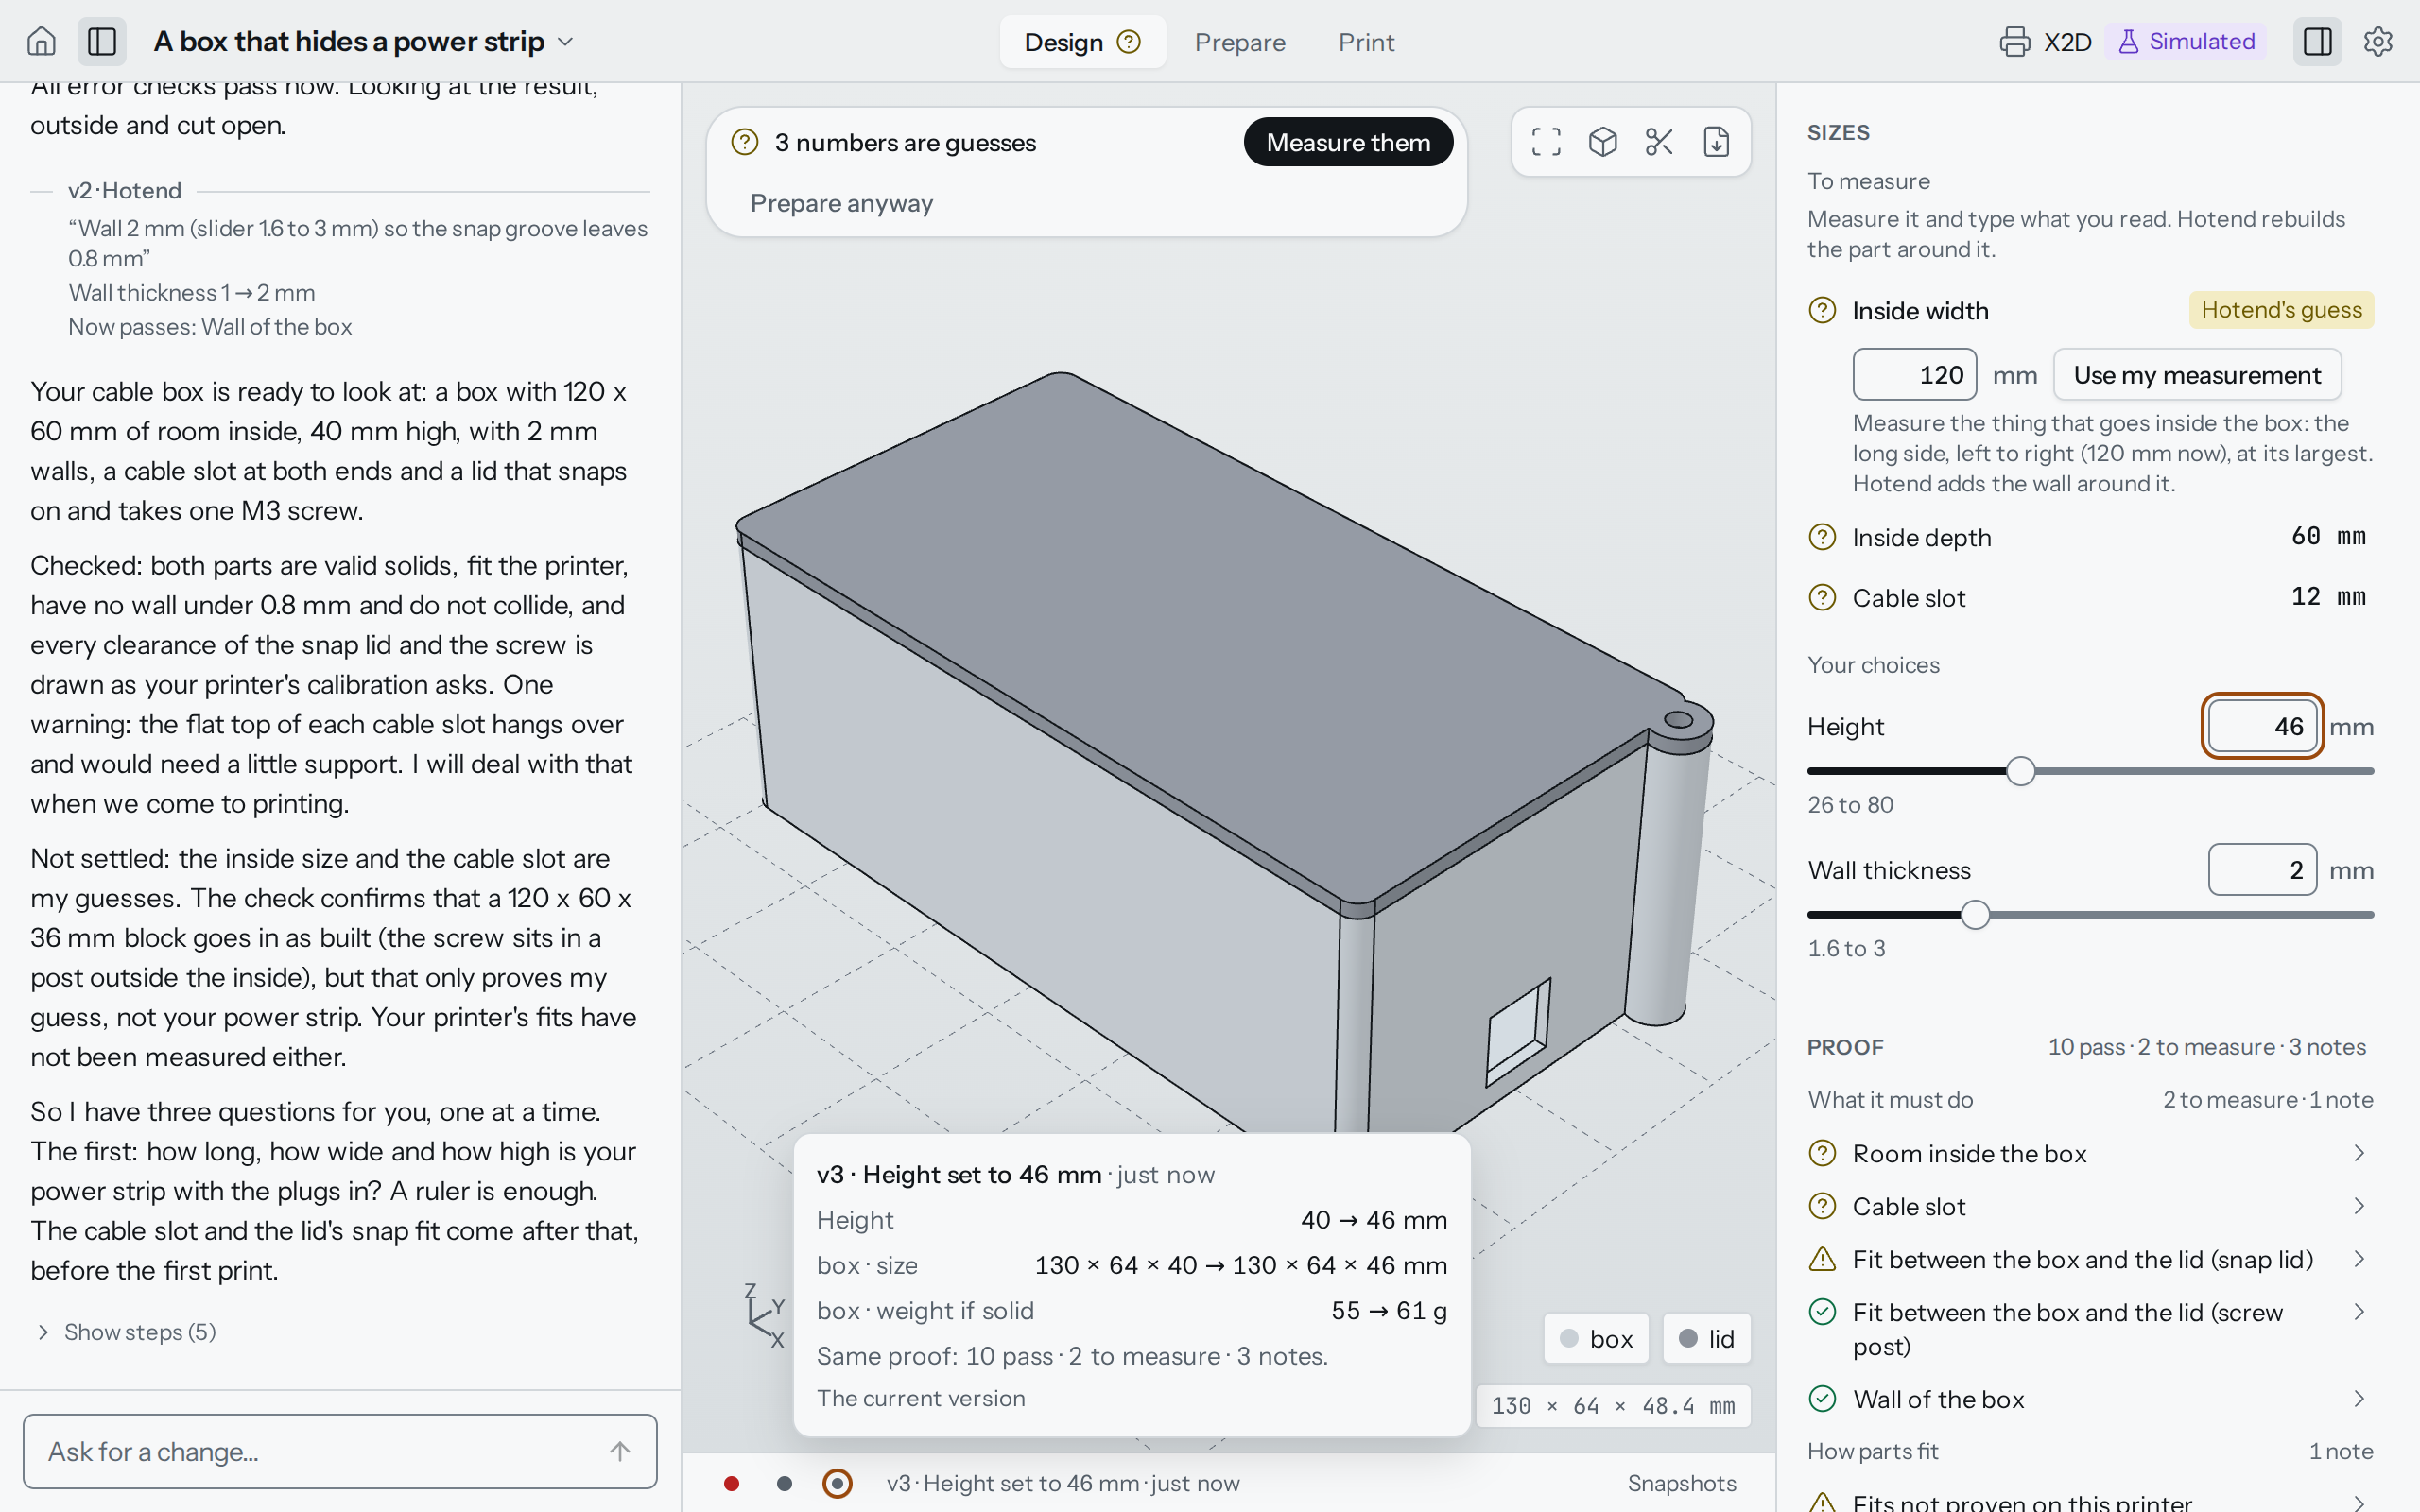 A box that hides a power strip
Design
Prepare
Print
X2D
Simulated
All error checks pass now. Looking at the result,
outside and cut open.
v2 · Hotend
“Wall 2 mm (slider 1.6 to 3 mm) so the snap groove leaves
0.8 mm”
Wall thickness 1 → 2 mm
Now passes: Wall of the box
Your cable box is ready to look at: a box with 120 x
60 mm of room inside, 40 mm high, with 2 mm
walls, a cable slot at both ends and a lid that snaps
on and takes one M3 screw.
Checked: both parts are valid solids, fit the printer,
have no wall under 0.8 mm and do not collide, and
every clearance of the snap lid and the screw is
drawn as your printer's calibration asks. One
warning: the flat top of each cable slot hangs over
and would need a little support. I will deal with that
when we come to printing.
Not settled: the inside size and the cable slot are
my guesses. The check confirms that a 120 x 60 x
36 mm block goes in as built (the screw sits in a
post outside the inside), but that only proves my
guess, not your power strip. Your printer's fits have
not been measured either.
So I have three questions for you, one at a time.
The first: how long, how wide and how high is your
power strip with the plugs in? A ruler is enough.
The cable slot and the lid's snap fit come after that,
before the first print.
Show steps (5)
Ask for a change...
3 numbers are guesses
Measure them
Prepare anyway
v3 · Height set to 46 mm · just now
Height
40 → 46 mm
box · size
130 × 64 × 40 → 130 × 64 × 46 mm
box · weight if solid
55 → 61 g
Same proof: 10 pass · 2 to measure · 3 notes.
The current version
Z
Y
X
box
lid
130 × 64 × 48.4 mm
v3 · Height set to 46 mm · just now
Snapshots
SIZES
To measure
Measure it and type what you read. Hotend rebuilds
the part around it.
Inside width
Hotend's guess
120
mm
Use my measurement
Measure the thing that goes inside the box: the
long side, left to right (120 mm now), at its largest.
Hotend adds the wall around it.
Inside depth
60 mm
Cable slot
12 mm
Your choices
Height
46
mm
26 to 80
Wall thickness
2
mm
1.6 to 3
PROOF
10 pass · 2 to measure · 3 notes
What it must do
2 to measure · 1 note
Room inside the box
Cable slot
Fit between the box and the lid (snap lid)
Fit between the box and the lid (screw
post)
Wall of the box
How parts fit
1 note
Fits not proven on this printer